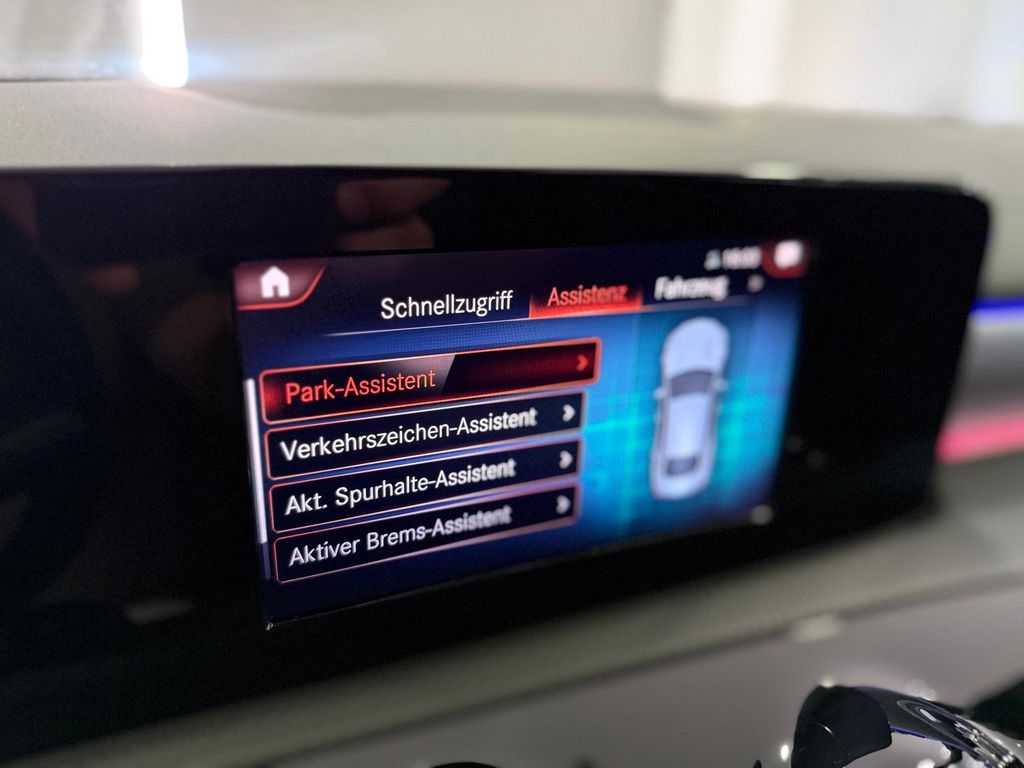 Schnellzugriff Assistenz Fahrzeug
Park-Assistent
Verkehrszeichen-Assistent
Akt. Spurhalte-Assistent
Aktiver Brems-Assistent